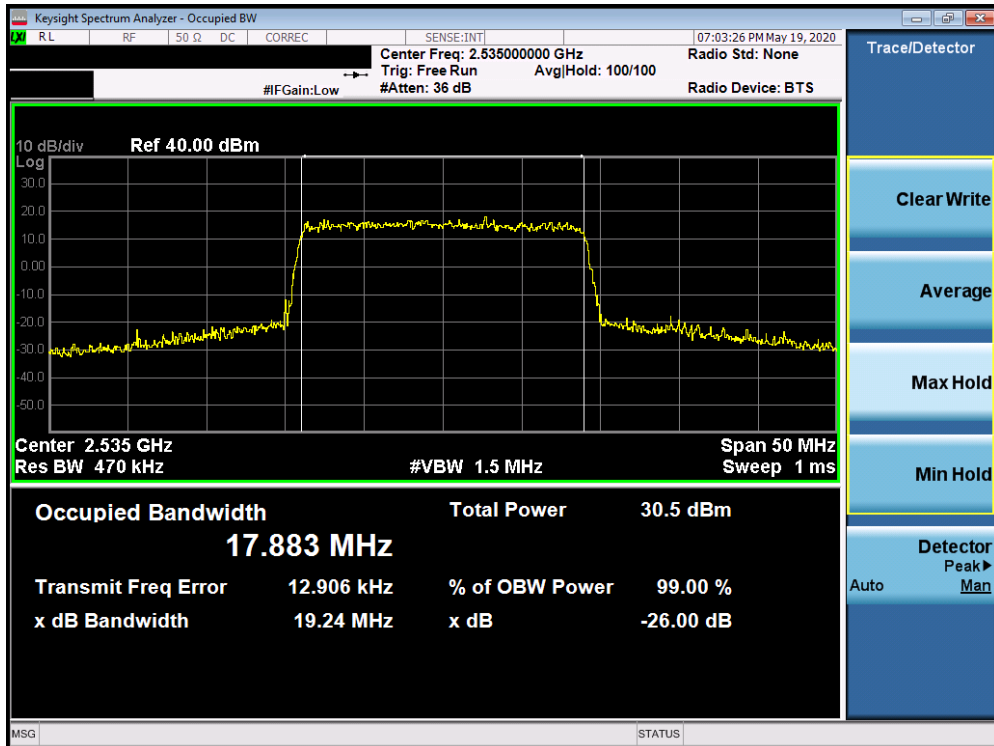 Keysight Spectrum Analyzer - Occupied BW
LXI RL RF 50 Ω DC CORREC SENSE:INT 07:03:26 PM May 19, 2020
Center Freq: 2.535000000 GHz Radio Std: None
Trig: Free Run Avg|Hold: 100/100
#IFGain:Low #Atten: 36 dB Radio Device: BTS
10 dB/div Ref 40.00 dBm
Log
30.0
20.0
10.0
0.00
-10.0
-20.0
-30.0
-40.0
-50.0
Center 2.535 GHz Span 50 MHz
Res BW 470 kHz #VBW 1.5 MHz Sweep 1 ms
Occupied Bandwidth Total Power 30.5 dBm
17.883 MHz
Transmit Freq Error 12.906 kHz % of OBW Power 99.00 %
x dB Bandwidth 19.24 MHz x dB -26.00 dB
Trace/Detector
Clear Write
Average
Max Hold
Min Hold
Detector
Peak▶
Auto Man
MSG STATUS